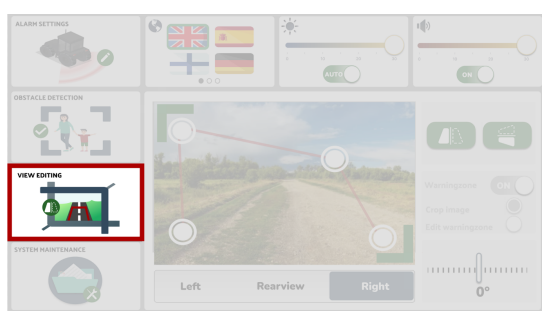 ALARM SETTINGS
AUTO
ON
OBSTACLE DETECTION
VIEW EDITING
Warningzone ON
Crop image
Edit warningzone
SYSTEM MAINTENANCE
Left Rearview Right
0°